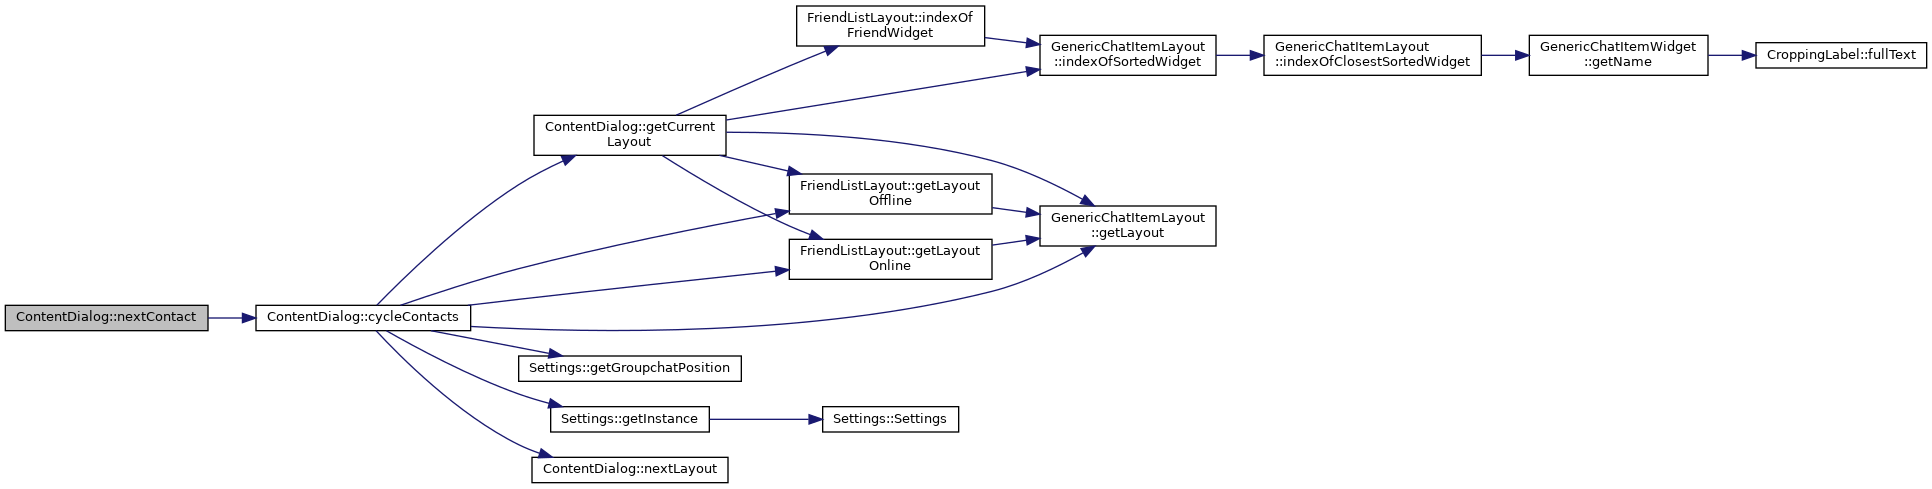 FriendListLayout::indexOf
FriendWidget
GenericChatItemLayout
::indexOfSortedWidget
GenericChatItemLayout
::indexOfClosestSortedWidget
GenericChatItemWidget
::getName
CroppingLabel::fullText
ContentDialog::getCurrent
Layout
FriendListLayout::getLayout
Offline
GenericChatItemLayout
::getLayout
FriendListLayout::getLayout
Online
ContentDialog::nextContact
ContentDialog::cycleContacts
Settings::getGroupchatPosition
Settings::getInstance
Settings::Settings
ContentDialog::nextLayout